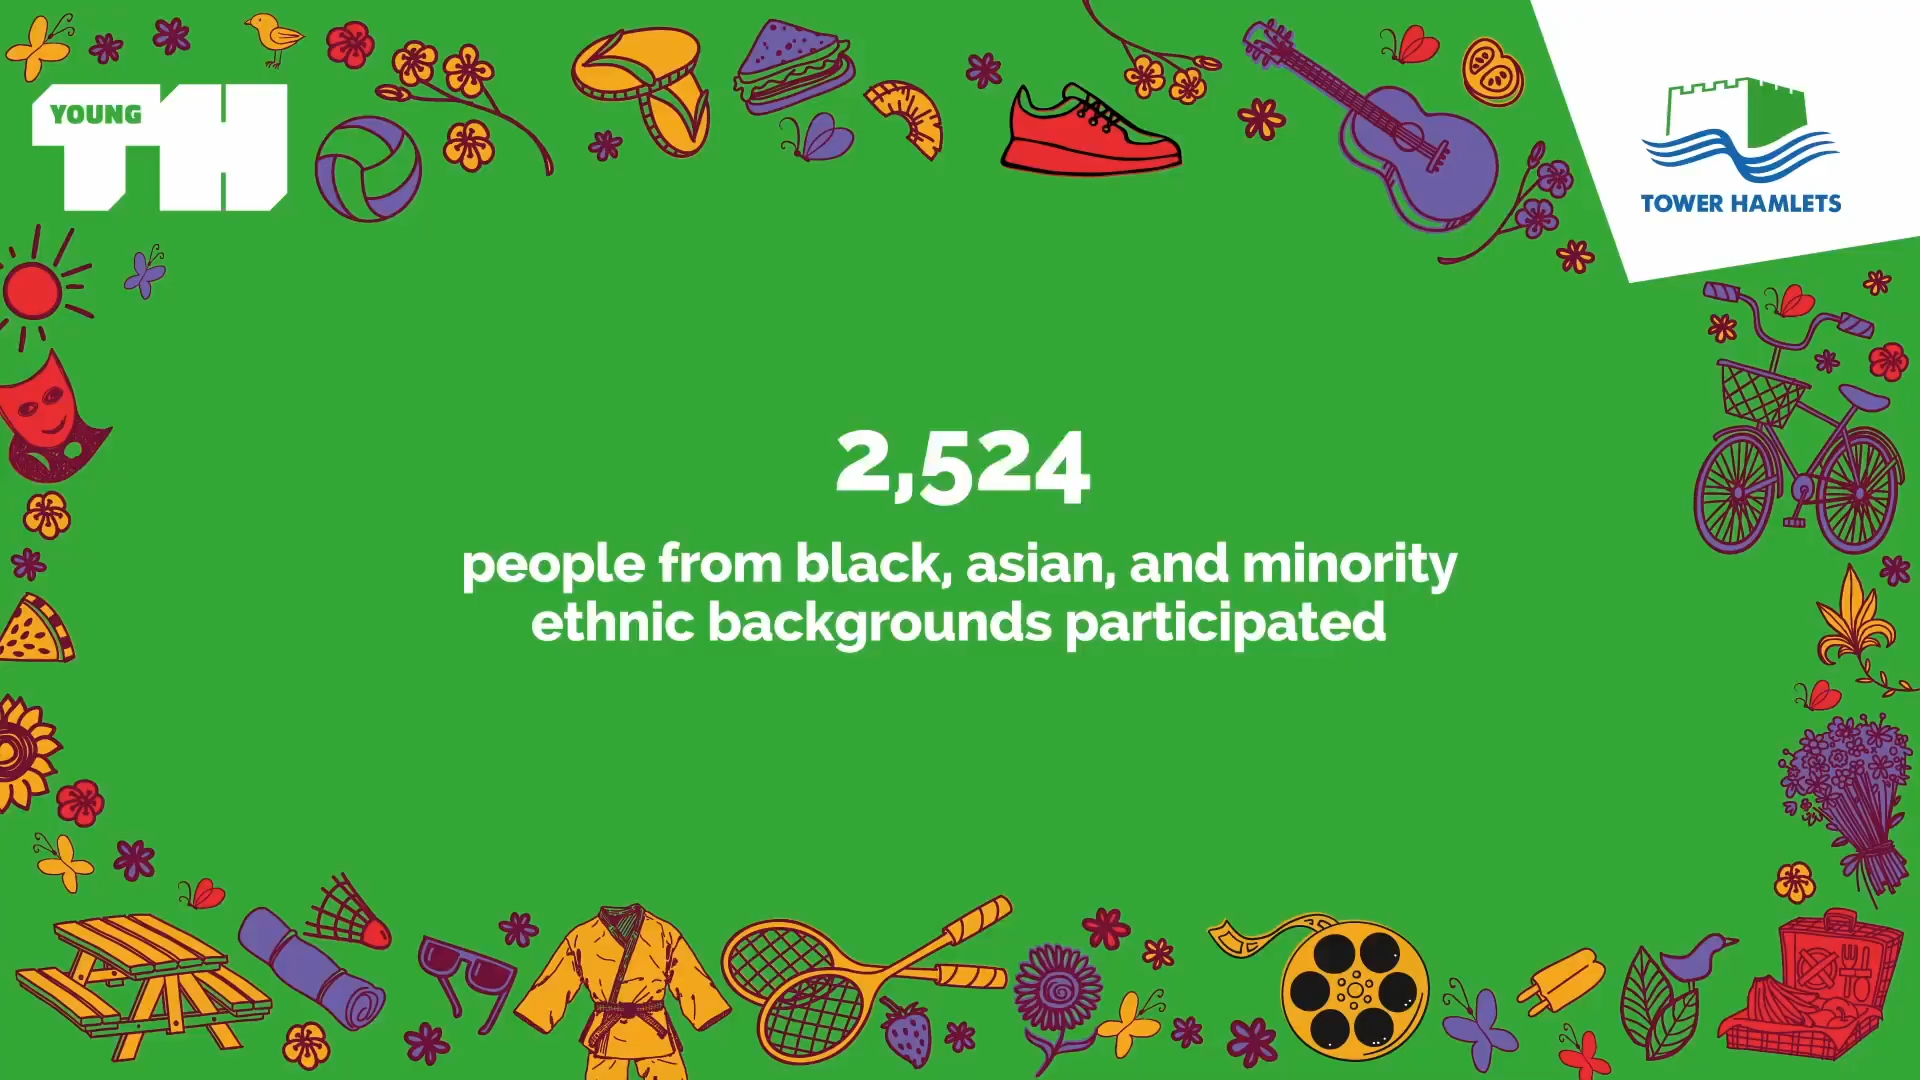 YOUNG
TH
TOWER HAMLETS
2,524
people from black, asian, and minority
ethnic backgrounds participated